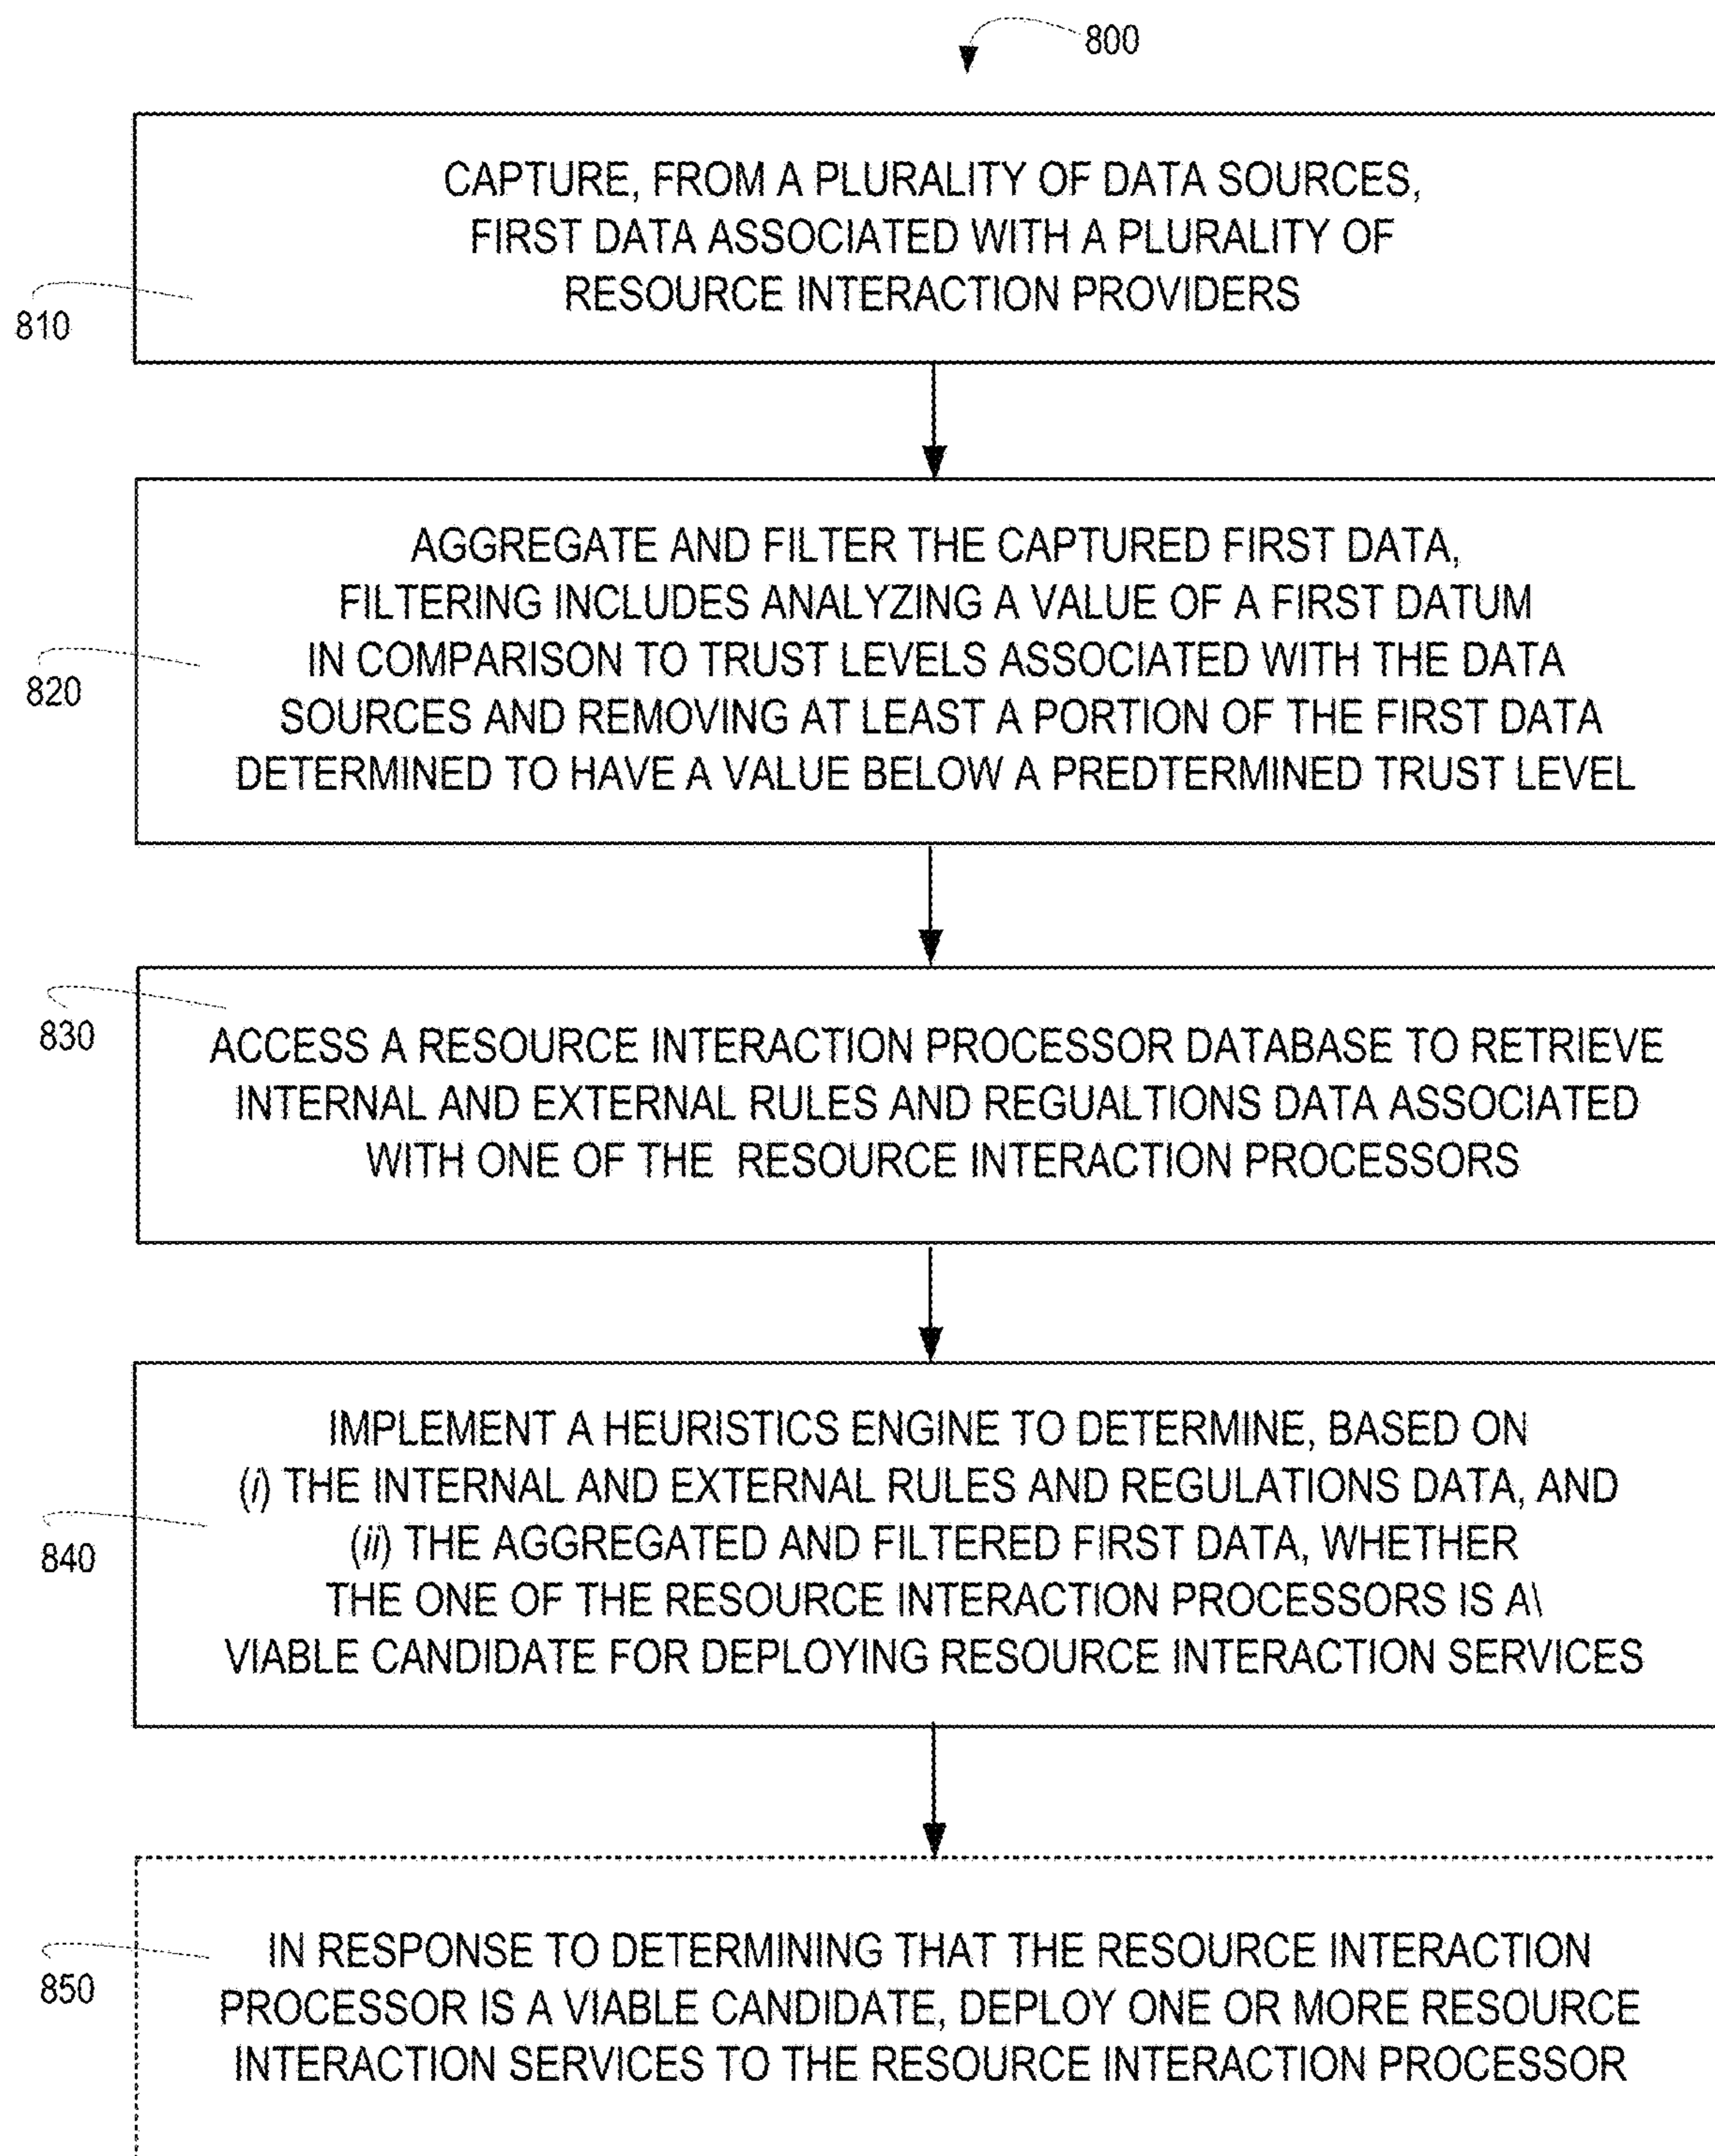 800
CAPTURE, FROM A PLURALITY OF DATA SOURCES,
FIRST DATA ASSOCIATED WITH A PLURALITY OF
RESOURCE INTERACTION PROVIDERS
810
AGGREGATE AND FILTER THE CAPTURED FIRST DATA,
FILTERING INCLUDES ANALYZING A VALUE OF A FIRST DATUM
IN COMPARISON TO TRUST LEVELS ASSOCIATED WITH THE DATA
SOURCES AND REMOVING AT LEAST A PORTION OF THE FIRST DATA
DETERMINED TO HAVE A VALUE BELOW A PREDTERMINED TRUST LEVEL
820
830
ACCESS A RESOURCE INTERACTION PROCESSOR DATABASE TO RETRIEVE
INTERNAL AND EXTERNAL RULES AND REGUALTIONS DATA ASSOCIATED
WITH ONE OF THE RESOURCE INTERACTION PROCESSORS
IMPLEMENT A HEURISTICS ENGINE TO DETERMINE, BASED ON
(i) THE INTERNAL AND EXTERNAL RULES AND REGULATIONS DATA, AND
(ii) THE AGGREGATED AND FILTERED FIRST DATA, WHETHER
THE ONE OF THE RESOURCE INTERACTION PROCESSORS IS A\
VIABLE CANDIDATE FOR DEPLOYING RESOURCE INTERACTION SERVICES
840
IN RESPONSE TO DETERMINING THAT THE RESOURCE INTERACTION
PROCESSOR IS A VIABLE CANDIDATE, DEPLOY ONE OR MORE RESOURCE
INTERACTION SERVICES TO THE RESOURCE INTERACTION PROCESSOR
850